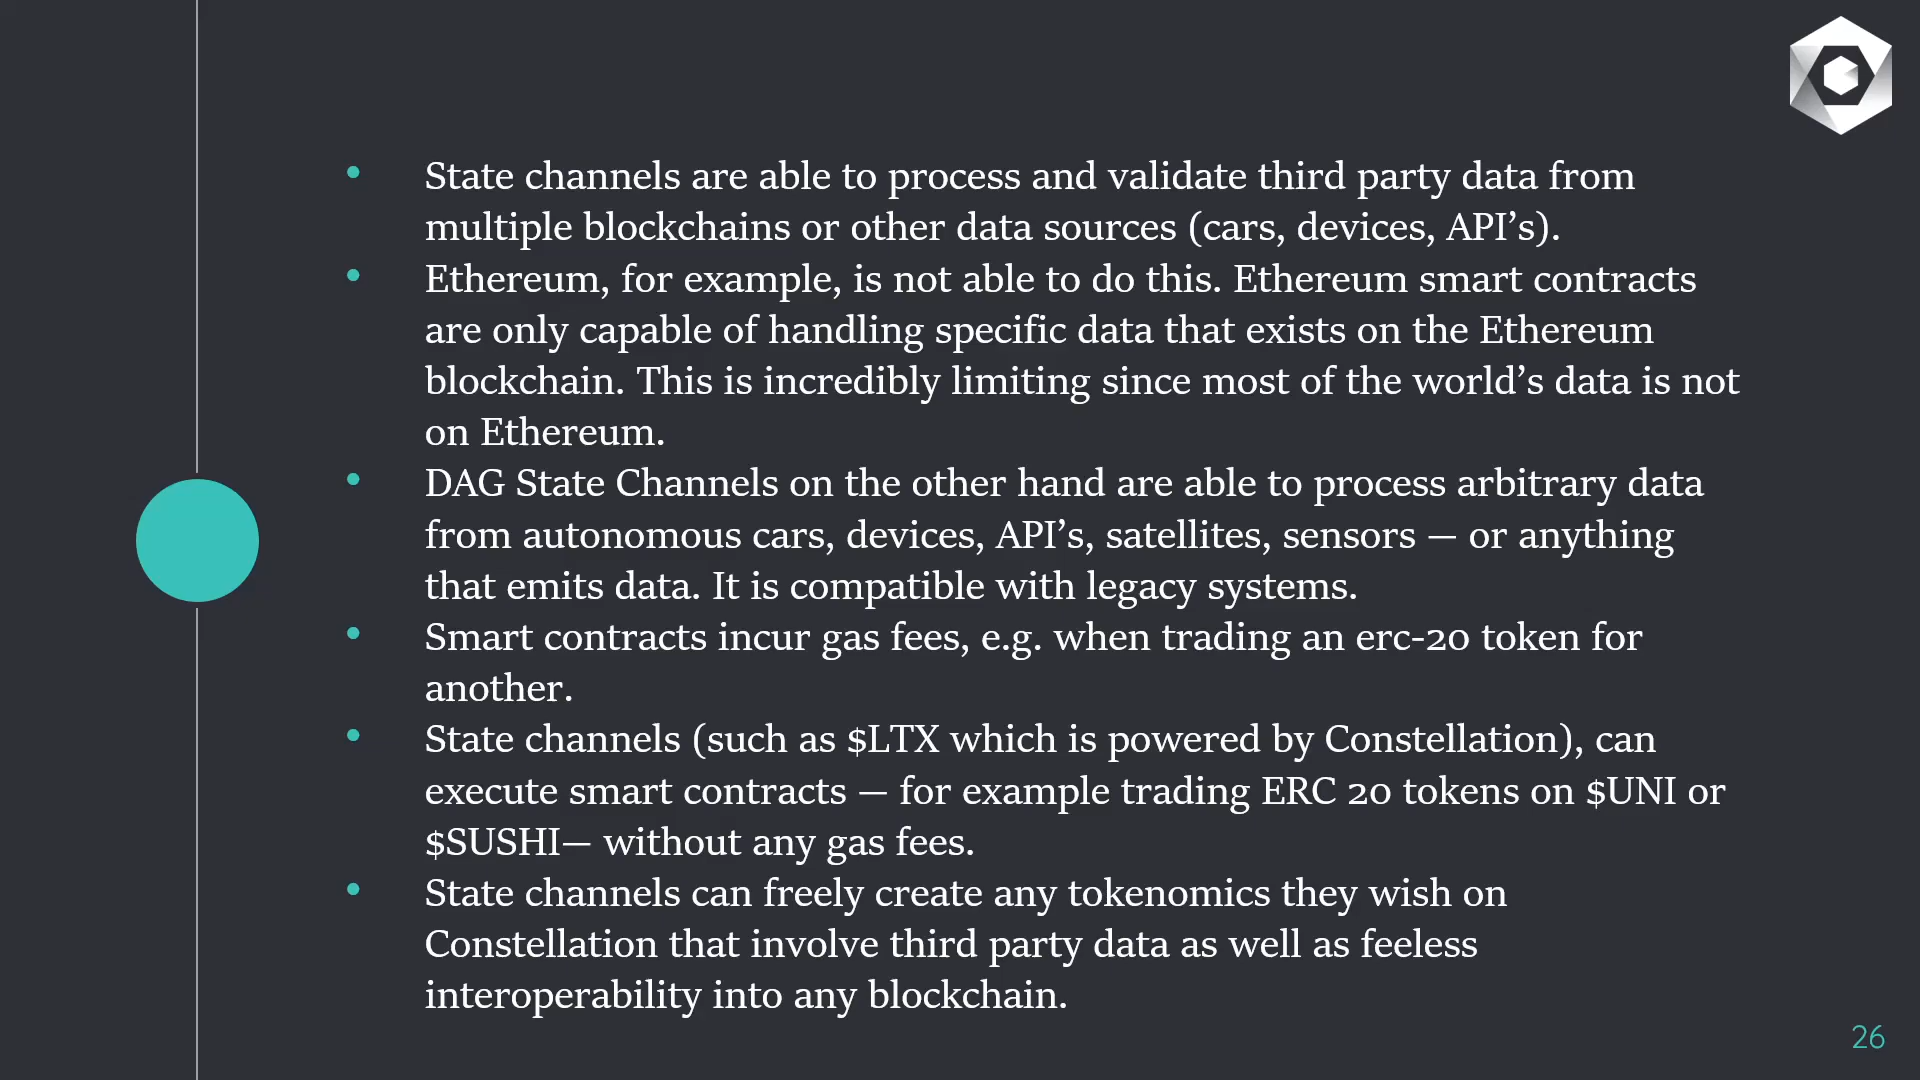 • State channels are able to process and validate third party data from
multiple blockchains or other data sources (cars, devices, API’s).
• Ethereum, for example, is not able to do this. Ethereum smart contracts
are only capable of handling specific data that exists on the Ethereum
blockchain. This is incredibly limiting since most of the world’s data is not
on Ethereum.
• DAG State Channels on the other hand are able to process arbitrary data
from autonomous cars, devices, API’s, satellites, sensors — or anything
that emits data. It is compatible with legacy systems.
• Smart contracts incur gas fees, e.g. when trading an erc-20 token for
another.
• State channels (such as $LTX which is powered by Constellation), can
execute smart contracts — for example trading ERC 20 tokens on $UNI or
$SUSHI— without any gas fees.
• State channels can freely create any tokenomics they wish on
Constellation that involve third party data as well as feeless
interoperability into any blockchain.
26